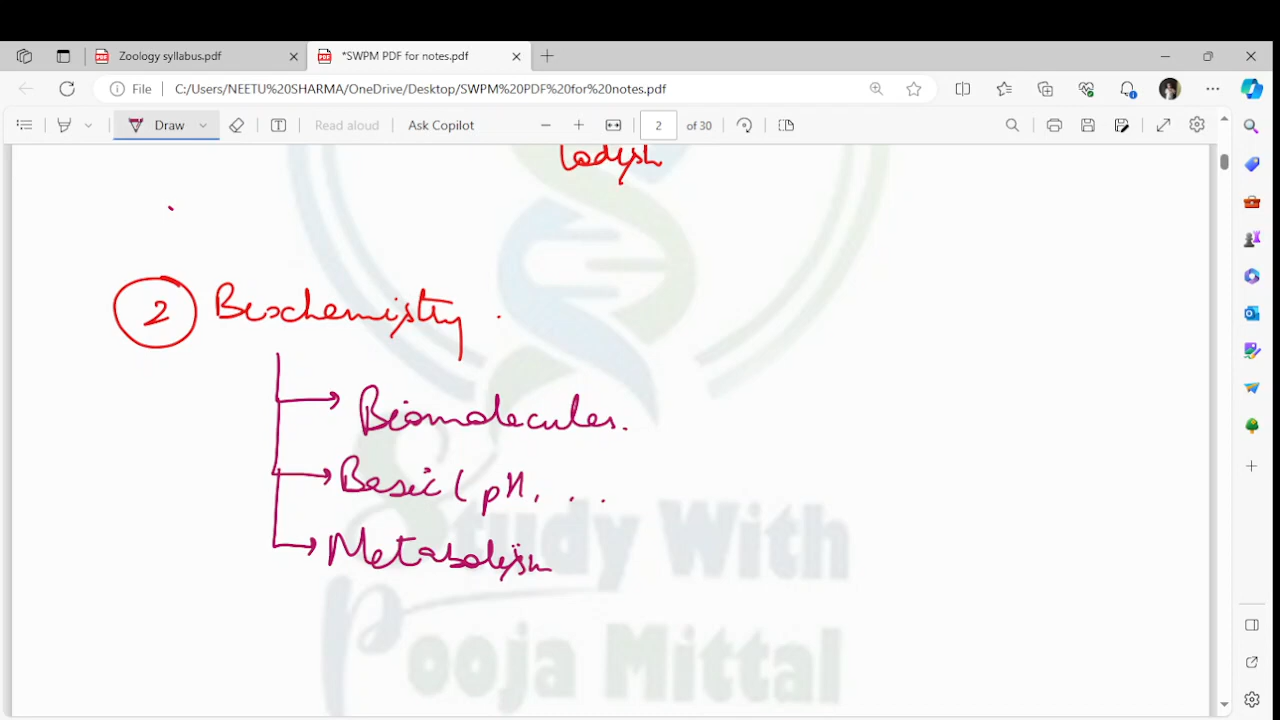 Zoology syllabus.pdf
*SWPM PDF for notes.pdf
File C:/Users/NEETU%20SHARMA/OneDrive/Desktop/SWPM%20PDF%20for%20notes.pdf
Draw Read aloud Ask Copilot 2 of 30
2 Biochemistry
Biomolecules.
Basic ( pH, . .
Metabolism
Study With
Pooja Mittal